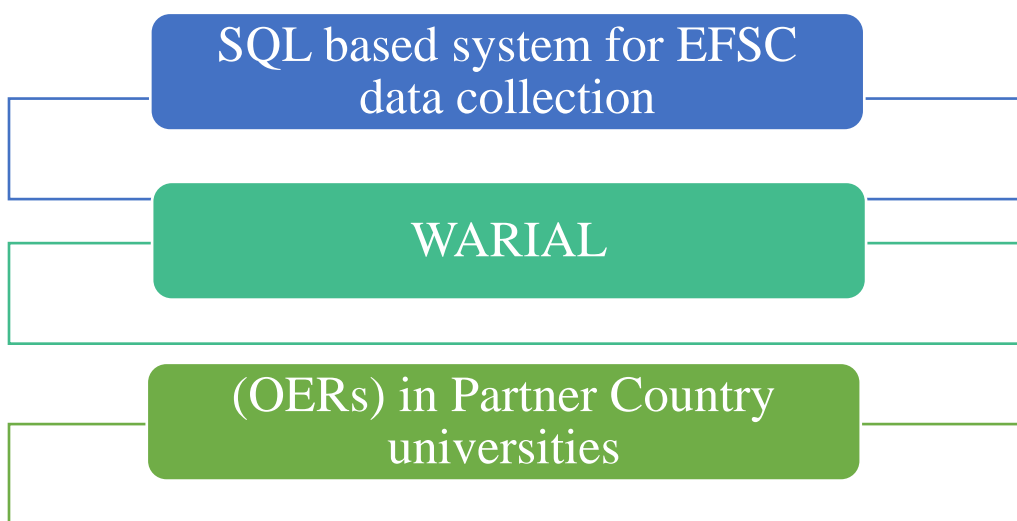 SQL based system for EFSC
data collection
WARIAL
(OERs) in Partner Country
universities